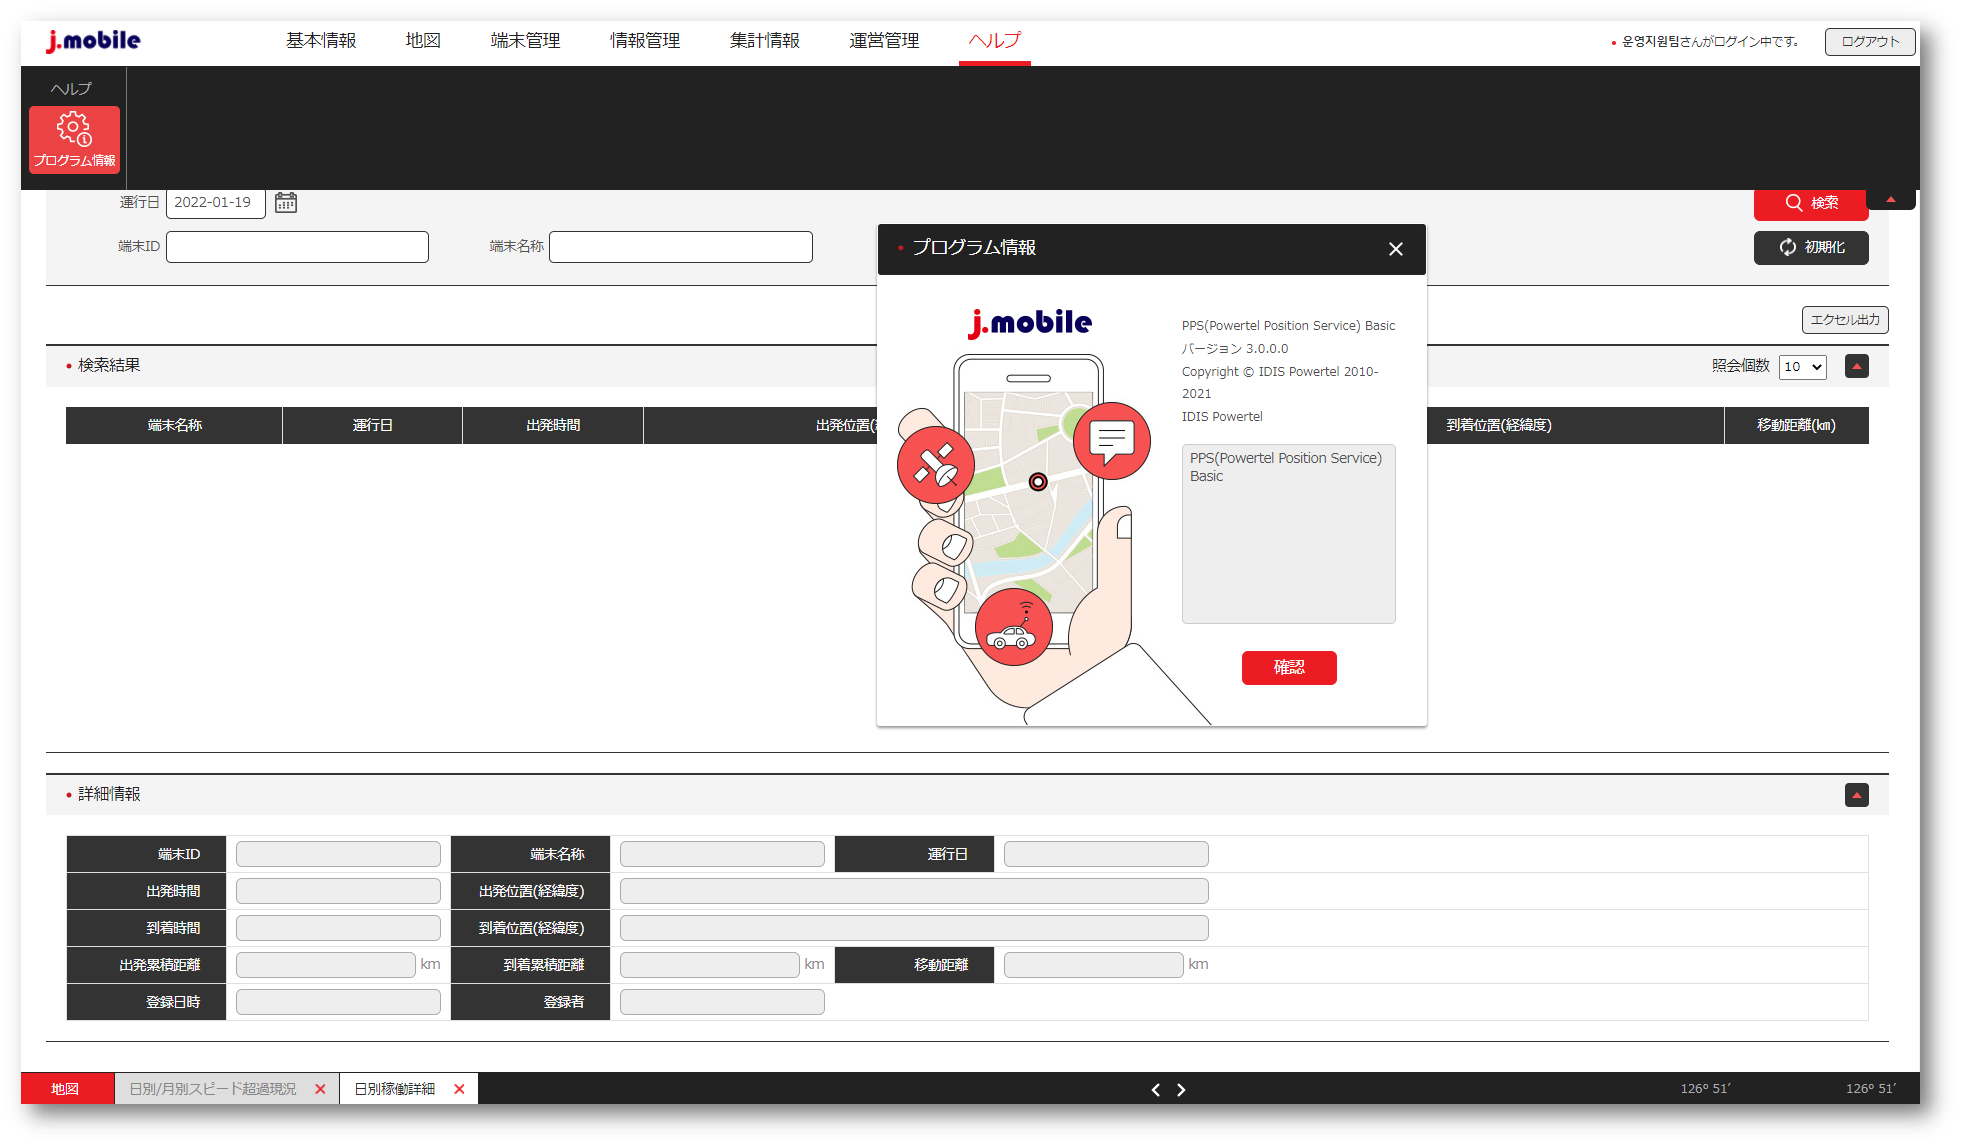 j.mobile
基本情報 地図 端末管理 情報管理 集計情報 運営管理 ヘルプ
운영지원팀さんがログイン中です。 ログアウト
ヘルプ
プログラム情報
運行日 2022-01-19
検索
端末ID 端末名称
初期化
エクセル出力
検索結果
照会個数 10
端末名称 運行日 出発時間 出発位置( 到着位置(経緯度) 移動距離(㎞)
プログラム情報
j.mobile
PPS(Powertel Position Service) Basic
バージョン 3.0.0.0
Copyright © IDIS Powertel 2010-
2021
IDIS Powertel
PPS(Powertel Position Service)
Basic
確認
詳細情報
端末ID 端末名称 運行日
出発時間 出発位置(経緯度)
到着時間 到着位置(経緯度)
出発累積距離 km 到着累積距離 km 移動距離 km
登録日時 登録者
地図 日別/月別スピード超過現況 日別稼働詳細
126º 51′ 126º 51′